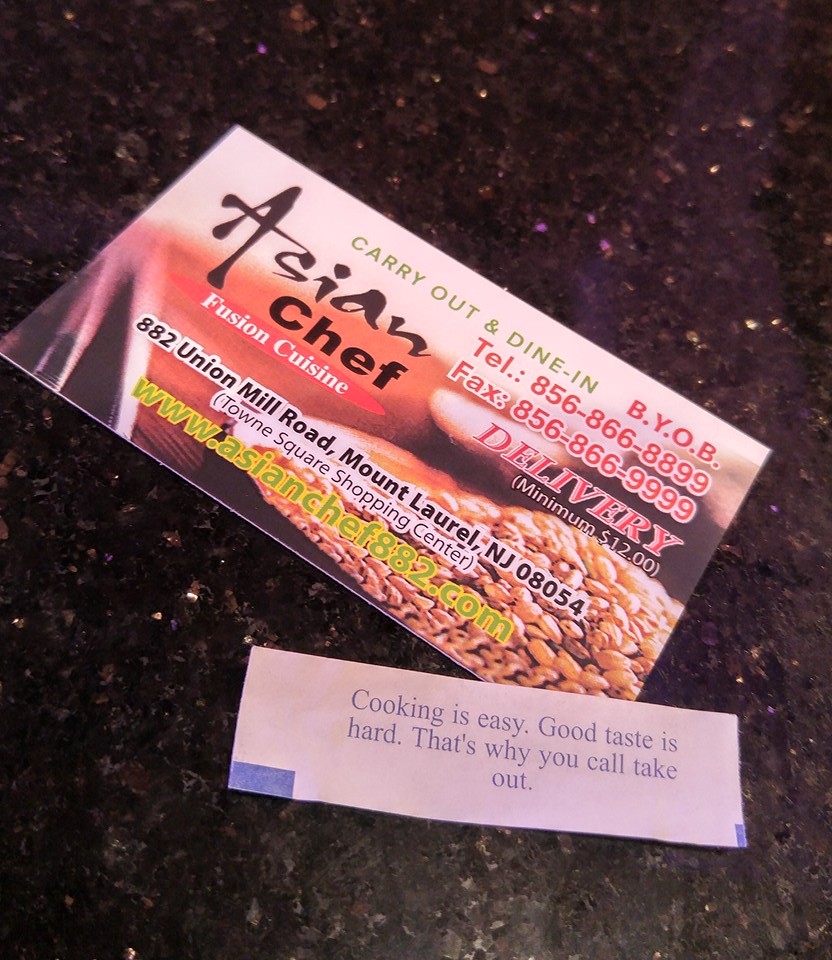 Asian
Chef
Fusion Cuisine
CARRY OUT & DINE-IN
B.Y.O.B.
Tel.: 856-866-8899
Fax: 856-866-9999
DELIVERY
(Minimum $12.00)
882 Union Mill Road, Mount Laurel, NJ 08054
(Towne Square Shopping Center)
www.asianchef882.com
Cooking is easy. Good taste is
hard. That's why you call take
out.